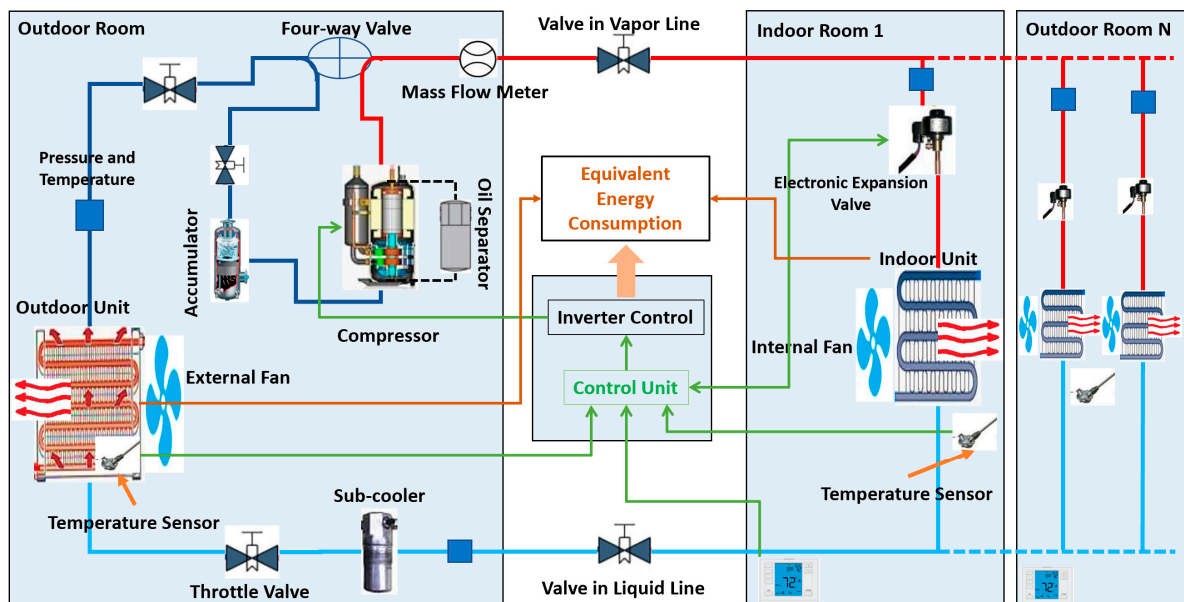 Outdoor Room
Four-way Valve
Valve in Vapor Line
Indoor Room 1
Outdoor Room N
Mass Flow Meter
Pressure and
Temperature
Oil Separator
Equivalent
Energy
Consumption
Electronic Expansion
Valve
Accumulator
Indoor Unit
Outdoor Unit
Compressor
Inverter Control
Internal Fan
External Fan
Control Unit
Sub-cooler
Temperature Sensor
Temperature Sensor
Throttle Valve
Valve in Liquid Line
72
72